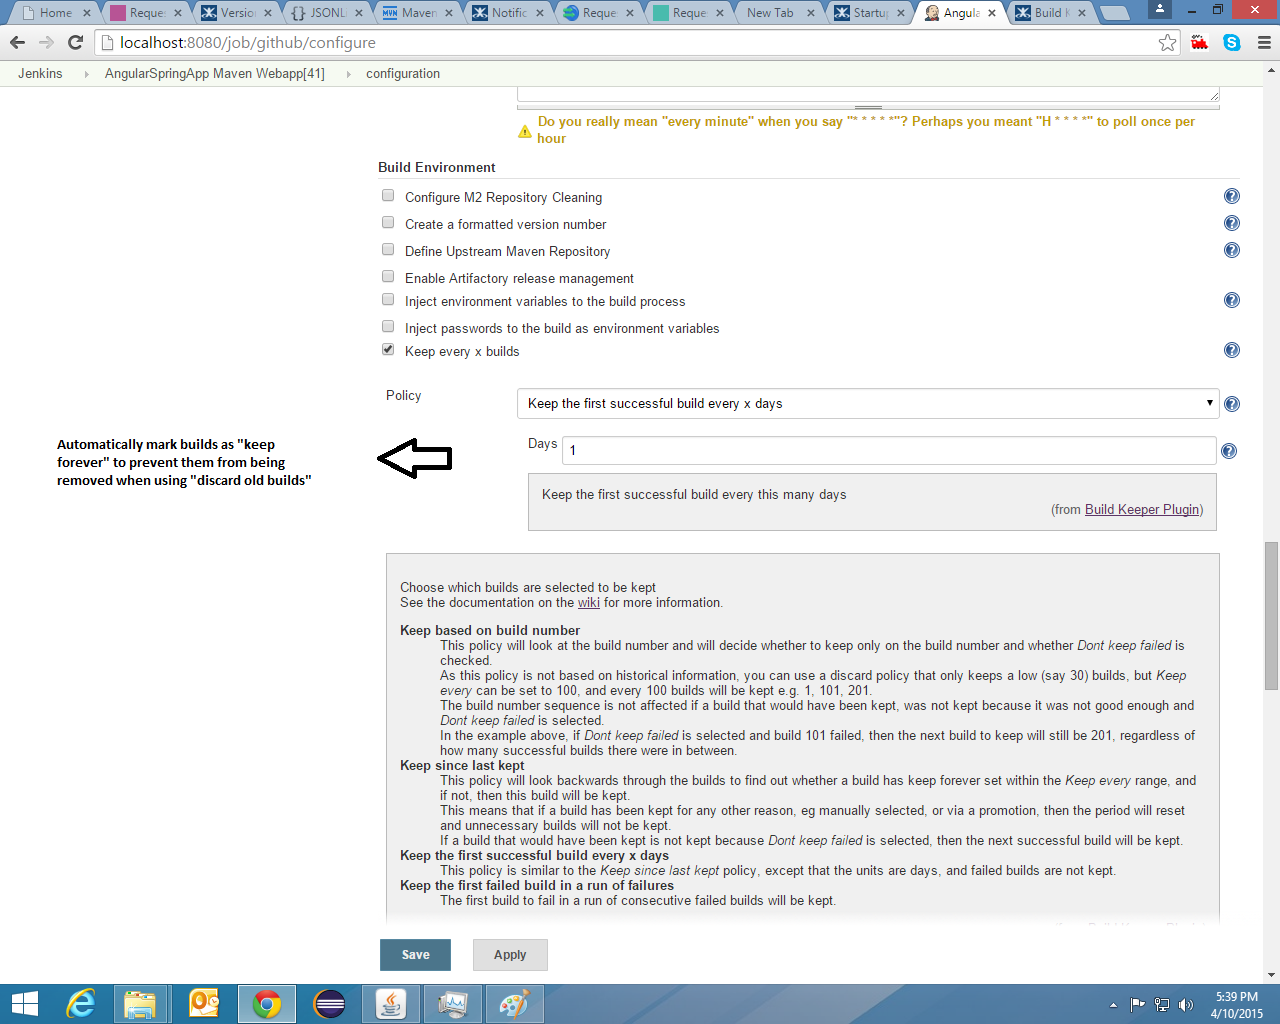 Home
Reques
Version
JSONLi
Maven
Notific
Reques
Reques
New Tab
Startup
Angula
Build K
localhost:8080/job/github/configure
Jenkins
AngularSpringApp Maven Webapp[41]
configuration
Do you really mean "every minute" when you say "* * * * *"? Perhaps you meant "H * * * *" to poll once per
hour
Build Environment
Configure M2 Repository Cleaning
Create a formatted version number
Define Upstream Maven Repository
Enable Artifactory release management
Inject environment variables to the build process
Inject passwords to the build as environment variables
Keep every x builds
Policy
Keep the first successful build every x days
Automatically mark builds as "keep
forever" to prevent them from being
removed when using "discard old builds"
Days
1
Keep the first successful build every this many days
(from Build Keeper Plugin)
Choose which builds are selected to be kept
See the documentation on the wiki for more information.
Keep based on build number
This policy will look at the build number and will decide whether to keep only on the build number and whether Dont keep failed is
checked.
As this policy is not based on historical information, you can use a discard policy that only keeps a low (say 30) builds, but Keep
every can be set to 100, and every 100 builds will be kept e.g. 1, 101, 201.
The build number sequence is not affected if a build that would have been kept, was not kept because it was not good enough and
Dont keep failed is selected.
In the example above, if Dont keep failed is selected and build 101 failed, then the next build to keep will still be 201, regardless of
how many successful builds there were in between.
Keep since last kept
This policy will look backwards through the builds to find out whether a build has keep forever set within the Keep every range, and
if not, then this build will be kept.
This means that if a build has been kept for any other reason, eg manually selected, or via a promotion, then the period will reset
and unnecessary builds will not be kept.
If a build that would have been kept is not kept because Dont keep failed is selected, then the next successful build will be kept.
Keep the first successful build every x days
This policy is similar to the Keep since last kept policy, except that the units are days, and failed builds are not kept.
Keep the first failed build in a run of failures
The first build to fail in a run of consecutive failed builds will be kept.
Save
Apply
5:39 PM
4/10/2015